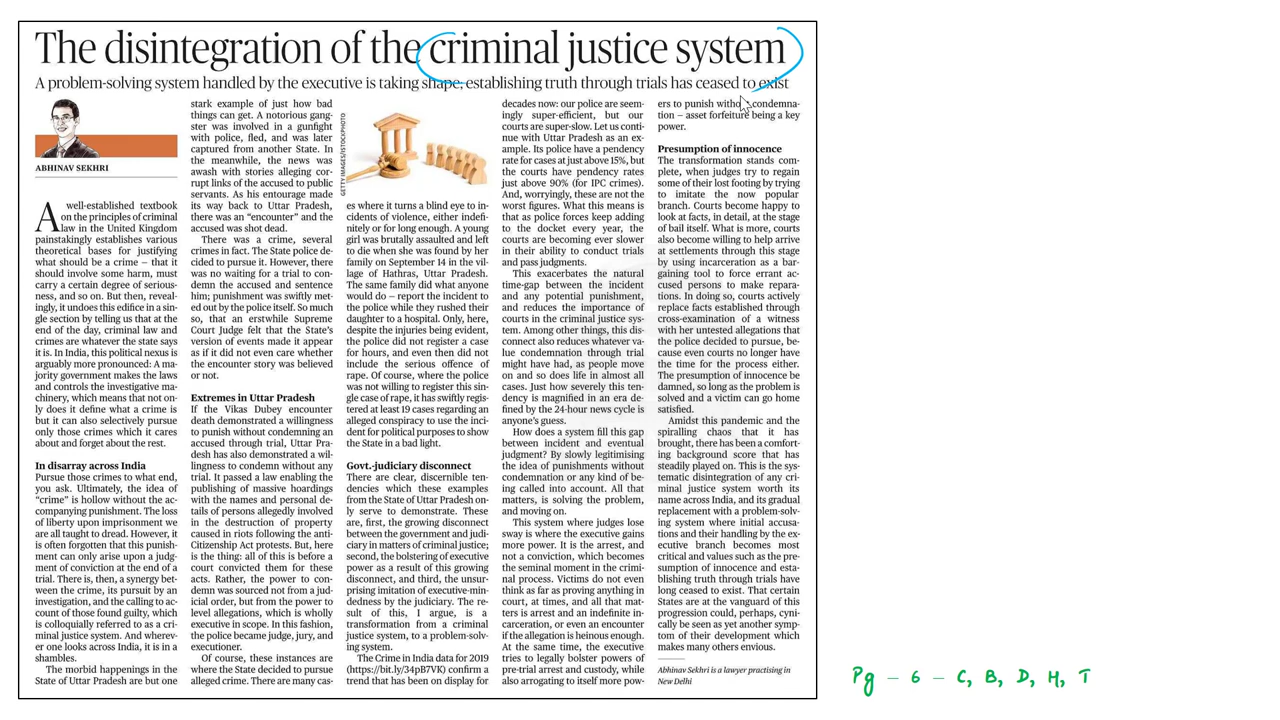 The disintegration of the criminal justice system
A problem-solving system handled by the executive is taking shape; establishing truth through trials has ceased to exist
ABHINAV SEKHRI
A well-established textbook
on the principles of criminal
law in the United Kingdom
painstakingly establishes various
theoretical bases for justifying
what should be a crime — that it
should involve some harm, must
carry a certain degree of serious-
ness, and so on. But then, reveal-
ingly, it undoes this edifice in a sin-
gle section by telling us that at the
end of the day, criminal law and
crimes are whatever the state says
it is. In India, this political nexus is
arguably more pronounced: A ma-
jority government makes the laws
and controls the investigative ma-
chinery, which means that not on-
ly does it define what a crime is
but it can also selectively pursue
only those crimes which it cares
about and forget about the rest.
In disarray across India
Pursue those crimes to what end,
you ask. Ultimately, the idea of
“crime” is hollow without the ac-
companying punishment. The loss
of liberty upon imprisonment we
are all taught to dread. However, it
is often forgotten that this punish-
ment can only arise upon a judg-
ment of conviction at the end of a
trial. There is, then, a synergy bet-
ween the crime, its pursuit by an
investigation, and the calling to ac-
count of those found guilty, which
is colloquially referred to as a cri-
minal justice system. And wherev-
er one looks across India, it is in a
shambles.
The morbid happenings in the
State of Uttar Pradesh are but one
stark example of just how bad
things can get. A notorious gang-
ster was involved in a gunfight
with police, fled, and was later
captured from another State. In
the meanwhile, the news was
awash with stories alleging cor-
rupt links of the accused to public
servants. As his entourage made
its way back to Uttar Pradesh,
there was an “encounter” and the
accused was shot dead.
There was a crime, several
crimes in fact. The State police de-
cided to pursue it. However, there
was no waiting for a trial to con-
demn the accused and sentence
him; punishment was swiftly met-
ed out by the police itself. So much
so, that an erstwhile Supreme
Court Judge felt that the State’s
version of events made it appear
as if it did not even care whether
the encounter story was believed
or not.
Extremes in Uttar Pradesh
If the Vikas Dubey encounter
death demonstrated a willingness
to punish without condemning an
accused through trial, Uttar Pra-
desh has also demonstrated a wil-
lingness to condemn without any
trial. It passed a law enabling the
publishing of massive hoardings
with the names and personal de-
tails of persons allegedly involved
in the destruction of property
caused in riots following the anti-
Citizenship Act protests. But, here
is the thing: all of this is before a
court convicted them for these
acts. Rather, the power to con-
demn was sourced not from a jud-
icial order, but from the power to
level allegations, which is wholly
executive in scope. In this fashion,
the police became judge, jury, and
executioner.
Of course, these instances are
where the State decided to pursue
alleged crime. There are many cas-
GETTY IMAGES/ISTOCKPHOTO
es where it turns a blind eye to in-
cidents of violence, either indefi-
nitely or for long enough. A young
girl was brutally assaulted and left
to die when she was found by her
family on September 14 in the vil-
lage of Hathras, Uttar Pradesh.
The same family did what anyone
would do — report the incident to
the police while they rushed their
daughter to a hospital. Only, here,
despite the injuries being evident,
the police did not register a case
for hours, and even then did not
include the serious offence of
rape. Of course, where the police
was not willing to register this sin-
gle case of rape, it has swiftly regis-
tered at least 19 cases regarding an
alleged conspiracy to use the inci-
dent for political purposes to show
the State in a bad light.
Govt.-judiciary disconnect
There are clear, discernible ten-
dencies which these examples
from the State of Uttar Pradesh on-
ly serve to demonstrate. These
are, first, the growing disconnect
between the government and judi-
ciary in matters of criminal justice;
second, the bolstering of executive
power as a result of this growing
disconnect, and third, the unsur-
prising imitation of executive-min-
dedness by the judiciary. The re-
sult of this, I argue, is a
transformation from a criminal
justice system, to a problem-solv-
ing system.
The Crime in India data for 2019
(https://bit.ly/34pB7VK) confirm a
trend that has been on display for
decades now: our police are seem-
ingly super-efficient, but our
courts are super-slow. Let us conti-
nue with Uttar Pradesh as an ex-
ample. Its police have a pendency
rate for cases at just above 15%, but
the courts have pendency rates
just above 90% (for IPC crimes).
And, worryingly, these are not the
worst figures. What this means is
that as police forces keep adding
to the docket every year, the
courts are becoming ever slower
in their ability to conduct trials
and pass judgments.
This exacerbates the natural
time-gap between the incident
and any potential punishment,
and reduces the importance of
courts in the criminal justice sys-
tem. Among other things, this dis-
connect also reduces whatever va-
lue condemnation through trial
might have had, as people move
on and so does life in almost all
cases. Just how severely this ten-
dency is magnified in an era de-
fined by the 24-hour news cycle is
anyone’s guess.
How does a system fill this gap
between incident and eventual
judgment? By slowly legitimising
the idea of punishments without
condemnation or any kind of be-
ing called into account. All that
matters, is solving the problem,
and moving on.
This system where judges lose
sway is where the executive gains
more power. It is the arrest, and
not a conviction, which becomes
the seminal moment in the crimi-
nal process. Victims do not even
think as far as proving anything in
court, at times, and all that mat-
ters is arrest and an indefinite in-
carceration, or even an encounter
if the allegation is heinous enough.
At the same time, the executive
tries to legally bolster powers of
pre-trial arrest and custody, while
also arrogating to itself more pow-
ers to punish without condemna-
tion — asset forfeiture being a key
power.
Presumption of innocence
The transformation stands com-
plete, when judges try to regain
some of their lost footing by trying
to imitate the now popular
branch. Courts become happy to
look at facts, in detail, at the stage
of bail itself. What is more, courts
also become willing to help arrive
at settlements through this stage
by using incarceration as a bar-
gaining tool to force errant ac-
cused persons to make repara-
tions. In doing so, courts actively
replace facts established through
cross-examination of a witness
with her untested allegations that
the police decided to pursue, be-
cause even courts no longer have
the time for the process either.
The presumption of innocence be
damned, so long as the problem is
solved and a victim can go home
satisfied.
Amidst this pandemic and the
spiralling chaos that it has
brought, there has been a comfort-
ing background score that has
steadily played on. This is the sys-
tematic disintegration of any cri-
minal justice system worth its
name across India, and its gradual
replacement with a problem-solv-
ing system where initial accusa-
tions and their handling by the ex-
ecutive branch becomes most
critical and values such as the pre-
sumption of innocence and esta-
blishing truth through trials have
long ceased to exist. That certain
States are at the vanguard of this
progression could, perhaps, cyni-
cally be seen as yet another symp-
tom of their development which
makes many others envious.
Abhinav Sekhri is a lawyer practising in
New Delhi
Pg – 6 – C, B, D, H, T